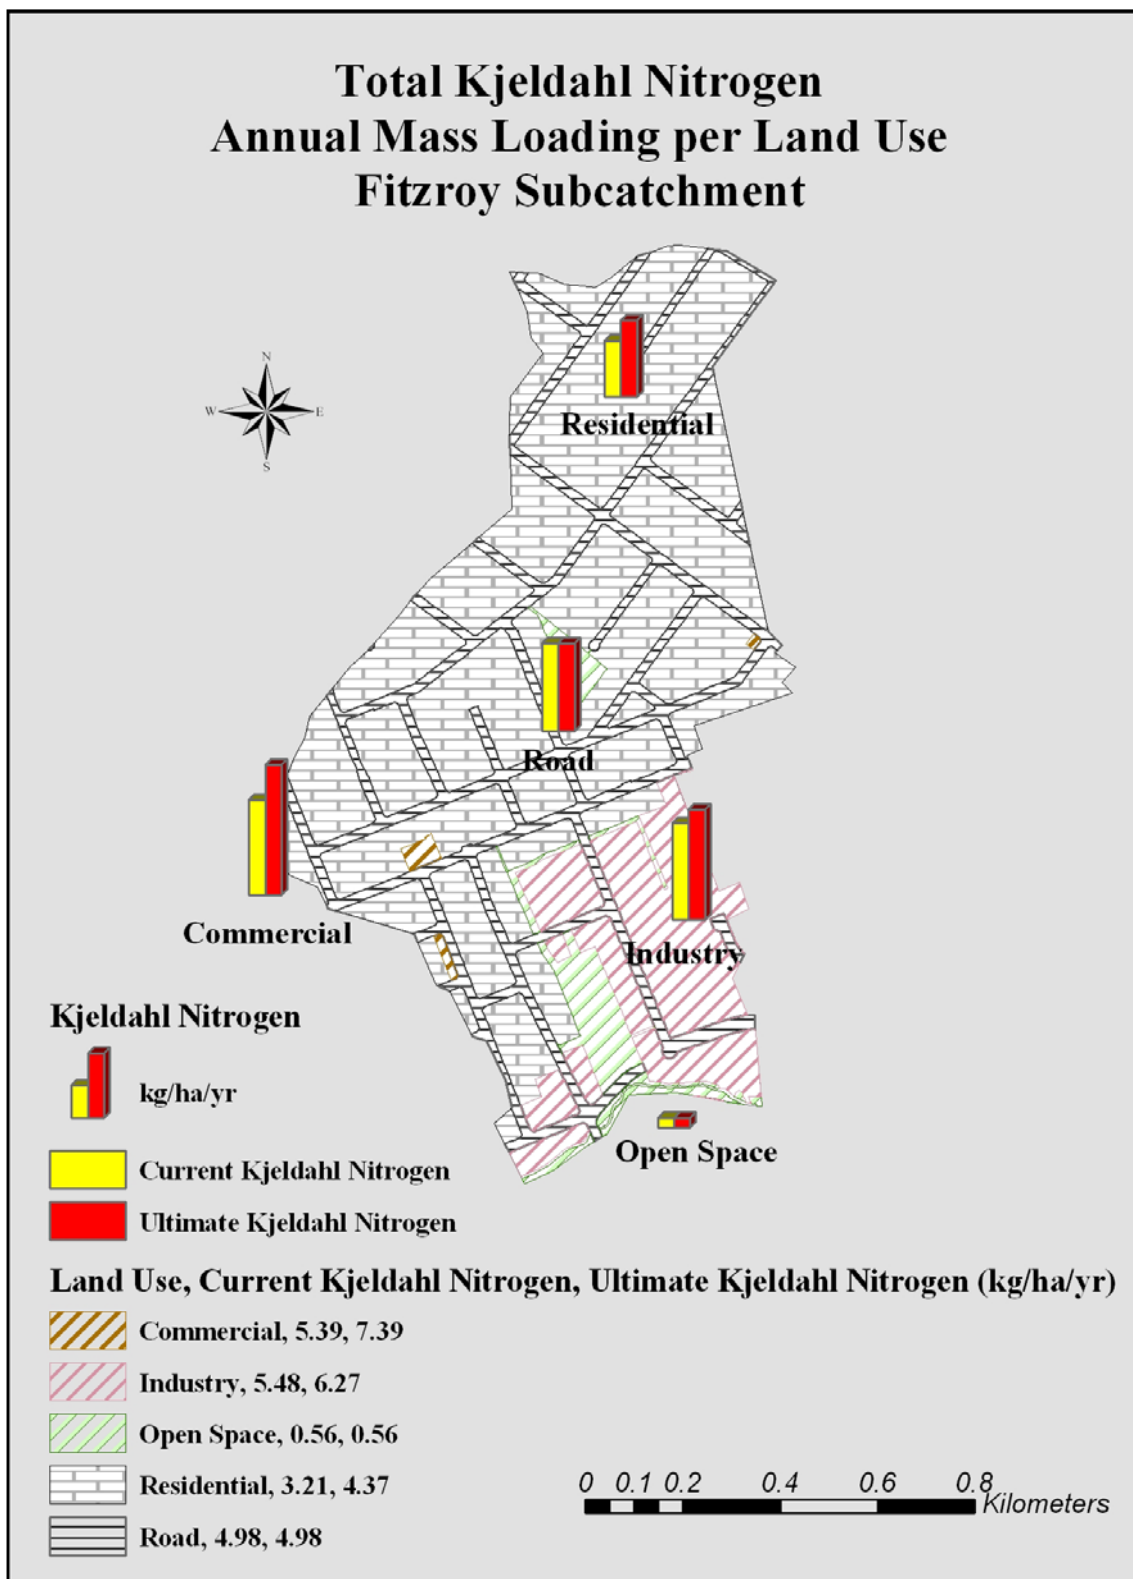 Total Kjeldahl Nitrogen
Annual Mass Loading per Land Use
Fitzroy Subcatchment
N
W
E
S
Residential
Road
Commercial
Industry
Open Space
Kjeldahl Nitrogen
kg/ha/yr
Current Kjeldahl Nitrogen
Ultimate Kjeldahl Nitrogen
Land Use, Current Kjeldahl Nitrogen, Ultimate Kjeldahl Nitrogen (kg/ha/yr)
Commercial, 5.39, 7.39
Industry, 5.48, 6.27
Open Space, 0.56, 0.56
Residential, 3.21, 4.37
Road, 4.98, 4.98
0 0.1 0.2 0.4 0.6 0.8
Kilometers